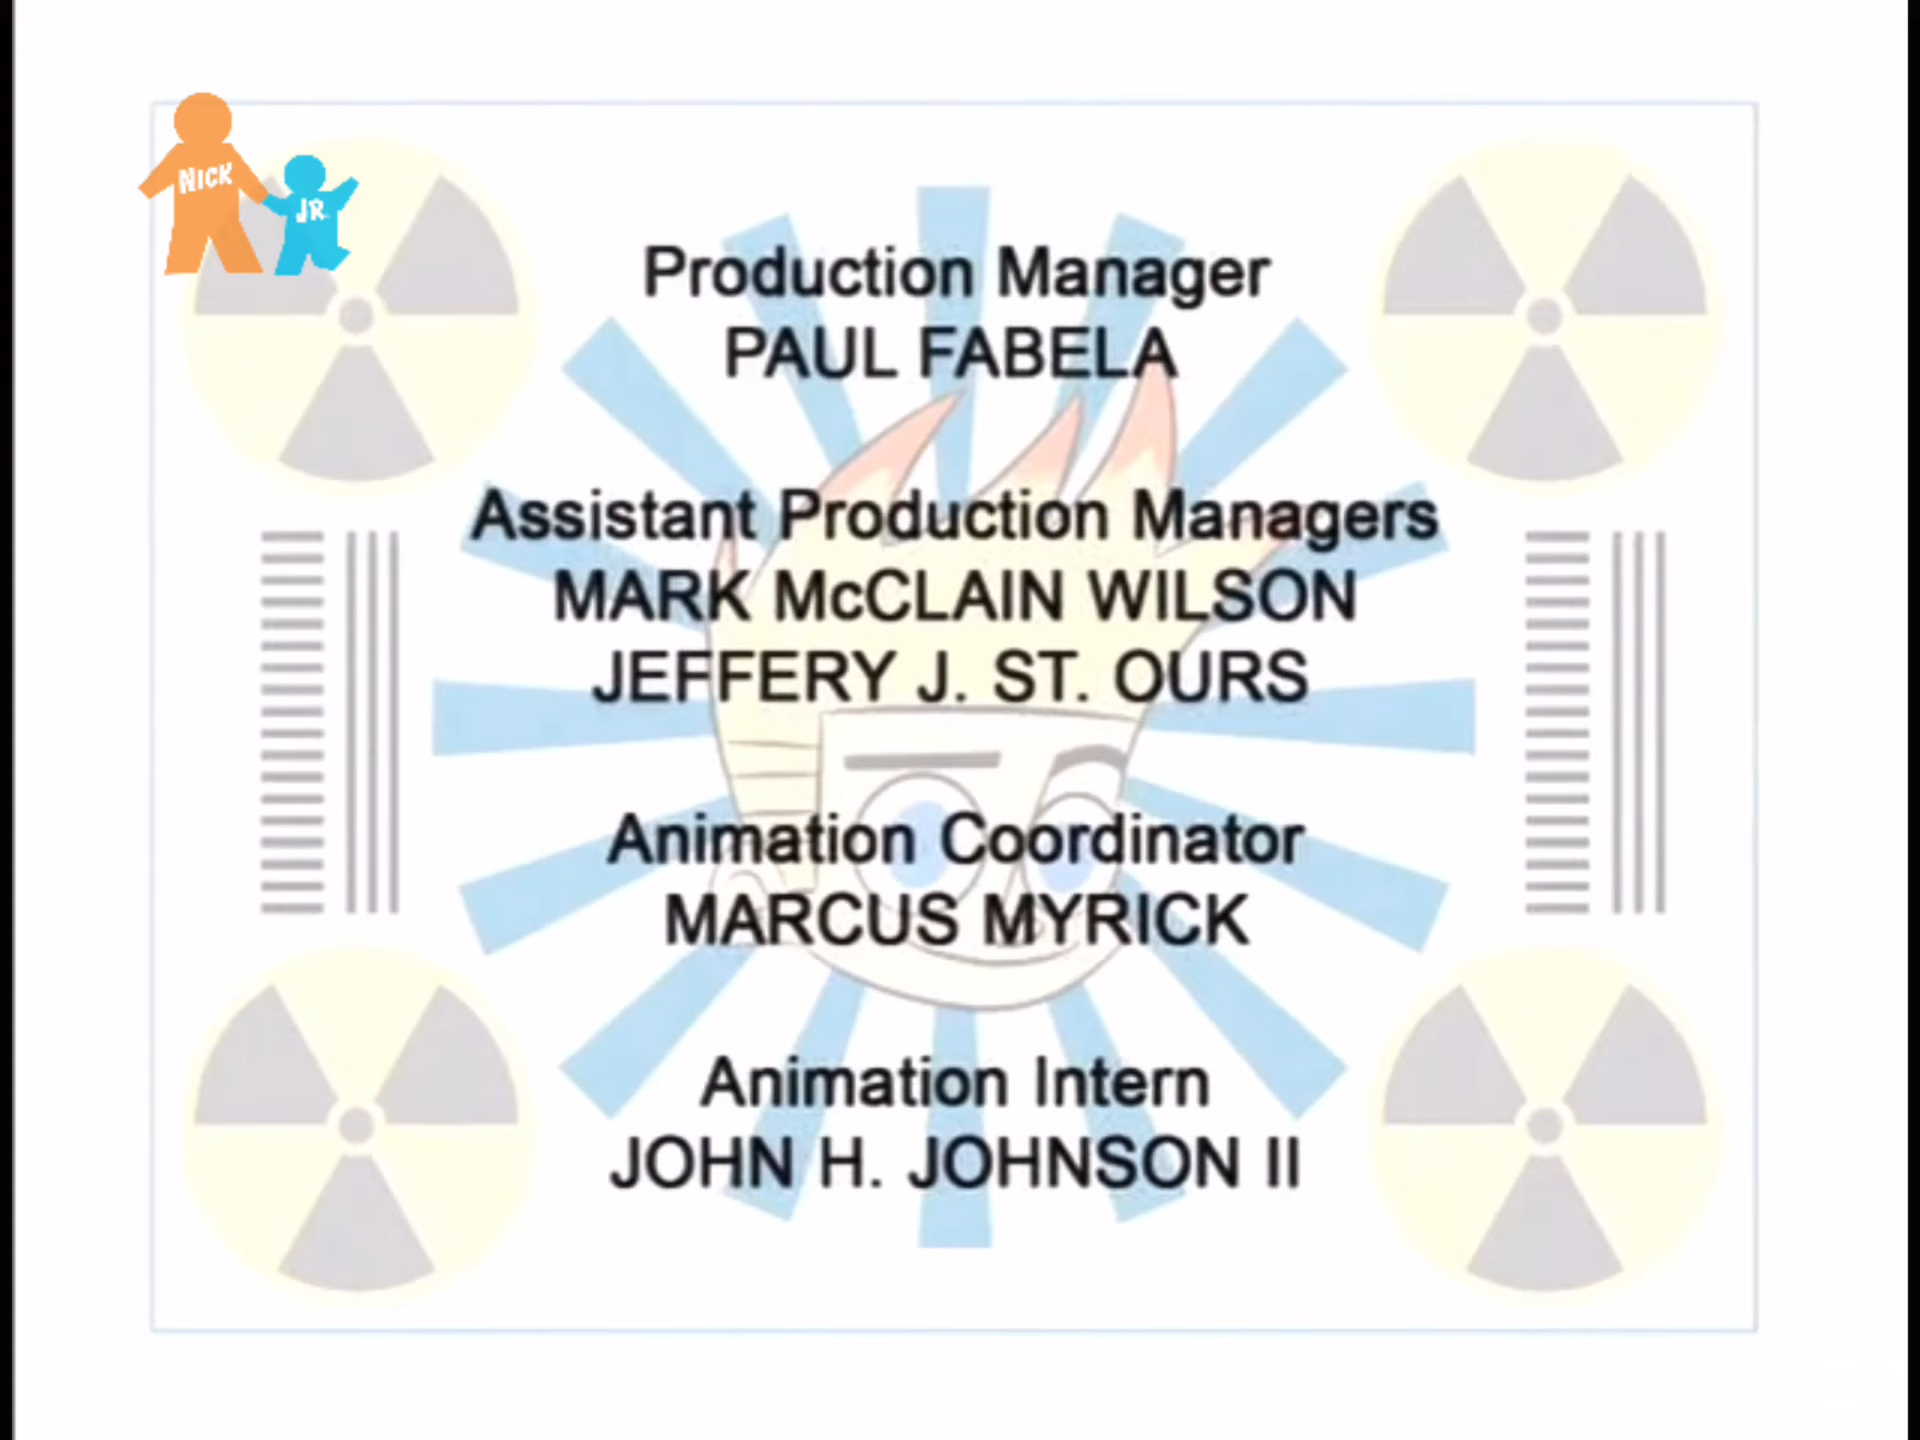 NICK
JR.
Production Manager
PAUL FABELA
Assistant Production Managers
MARK McCLAIN WILSON
JEFFERY J. ST. OURS
Animation Coordinator
MARCUS MYRICK
Animation Intern
JOHN H. JOHNSON II